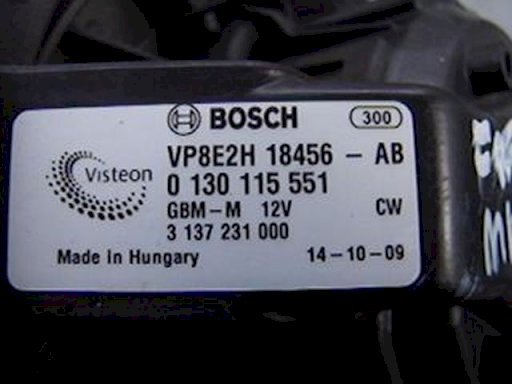 BOSCH 300
Visteon
VP8E2H 18456 - AB
0 130 115 551
GBM-M 12V CW
3 137 231 000
Made In Hungary 14-10-09